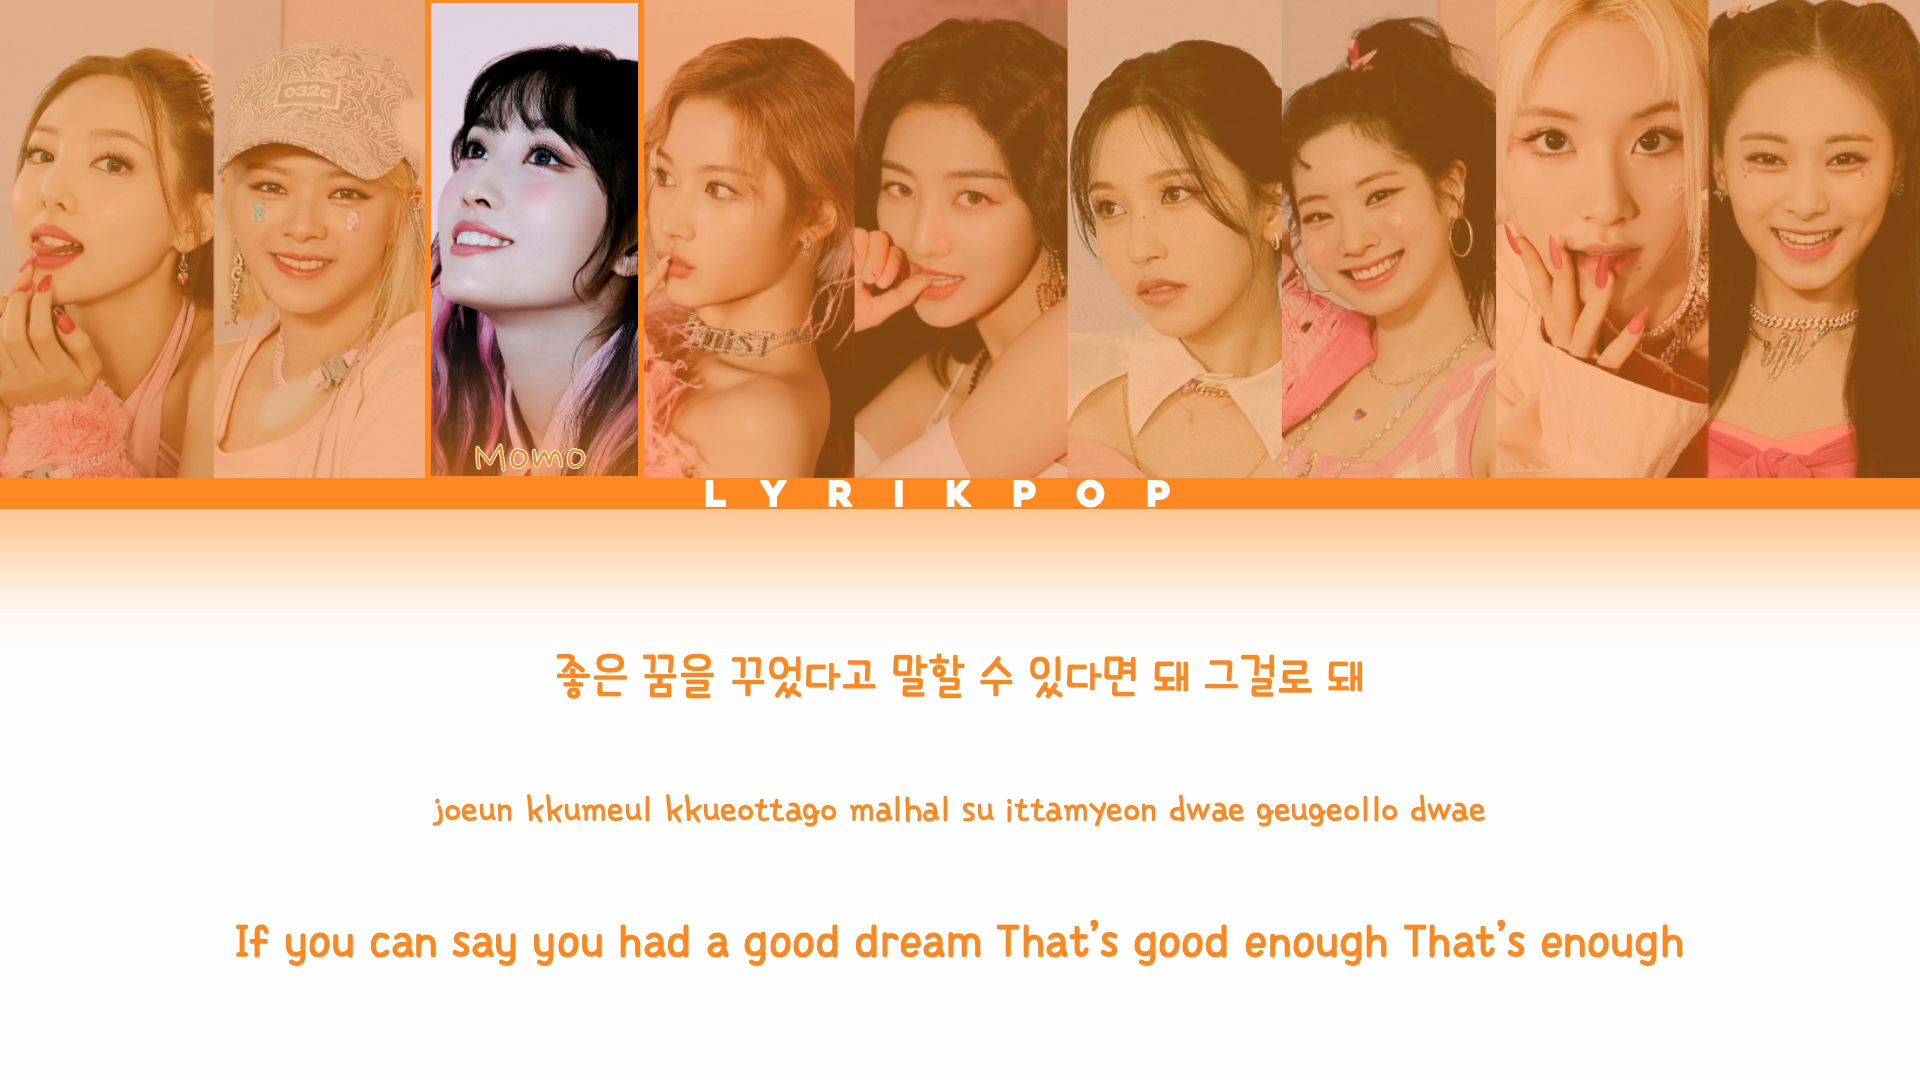 032c
Momo
LYRIKPOP
좋은 꿈을 꾸었다고 말할 수 있다면 돼 그걸로 돼
joeun kkumeul kkueottago malhal su ittamyeon dwae geugeollo dwae
If you can say you had a good dream That's good enough That's enough